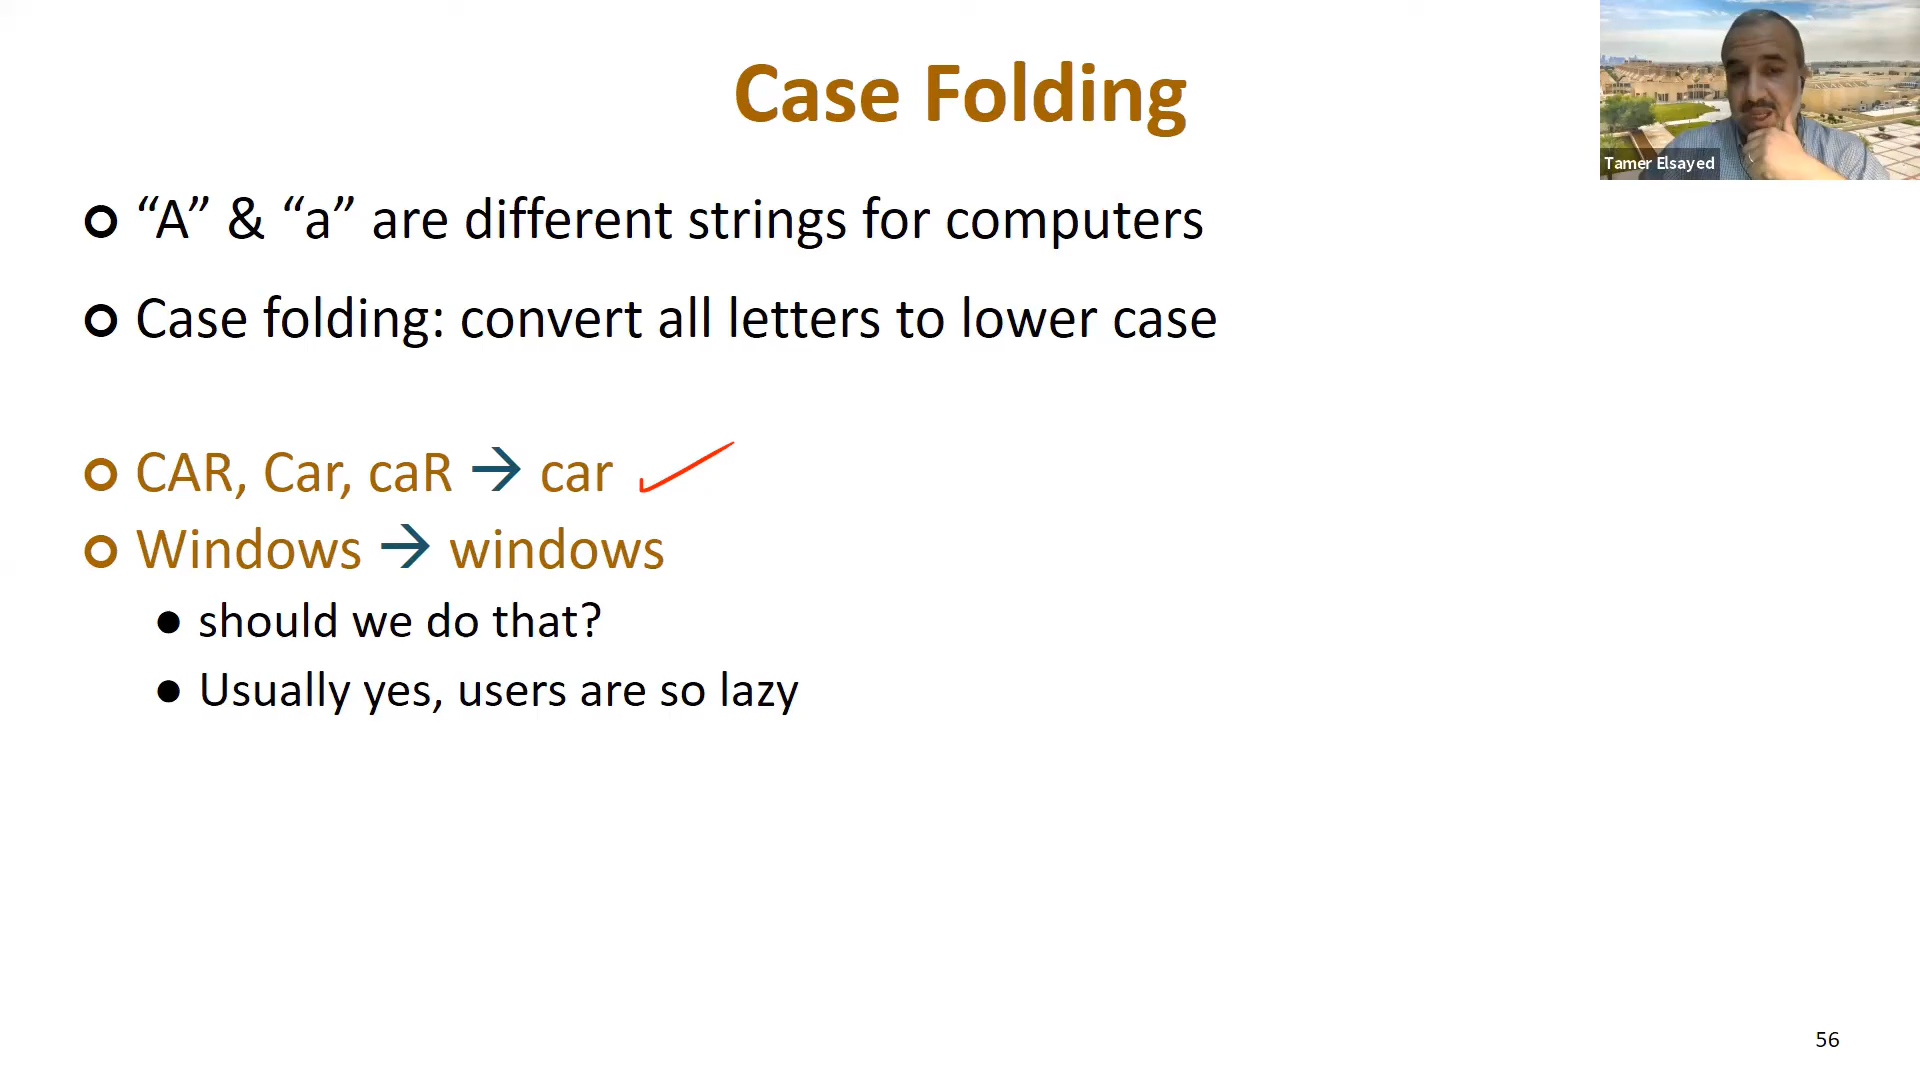 Case Folding
Tamer Elsayed
“A” & “a” are different strings for computers
Case folding: convert all letters to lower case
CAR, Car, caR → car
Windows → windows
should we do that?
Usually yes, users are so lazy
56